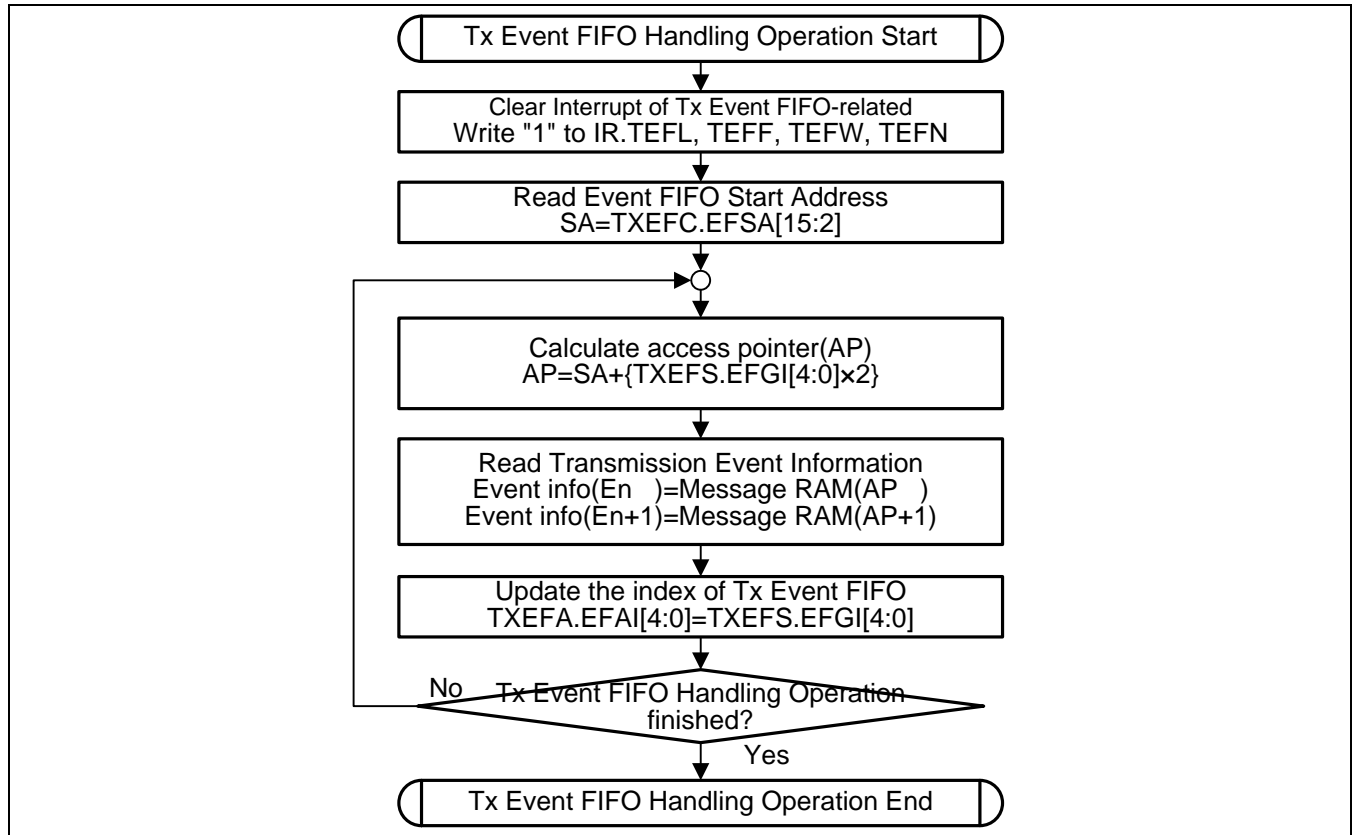 Tx Event FIFO Handling Operation Start
Clear Interrupt of Tx Event FIFO-related
Write "1" to IR.TEFL, TEFF, TEFW, TEFN
Read Event FIFO Start Address
SA=TXEFC.EFSA[15:2]
Calculate access pointer(AP)
AP=SA+{TXEFS.EFGI[4:0]×2}
Read Transmission Event Information
Event info(En )=Message RAM(AP )
Event info(En+1)=Message RAM(AP+1)
Update the index of Tx Event FIFO
TXEFA.EFAI[4:0]=TXEFS.EFGI[4:0]
No
Tx Event FIFO Handling Operation
finished?
Yes
Tx Event FIFO Handling Operation End